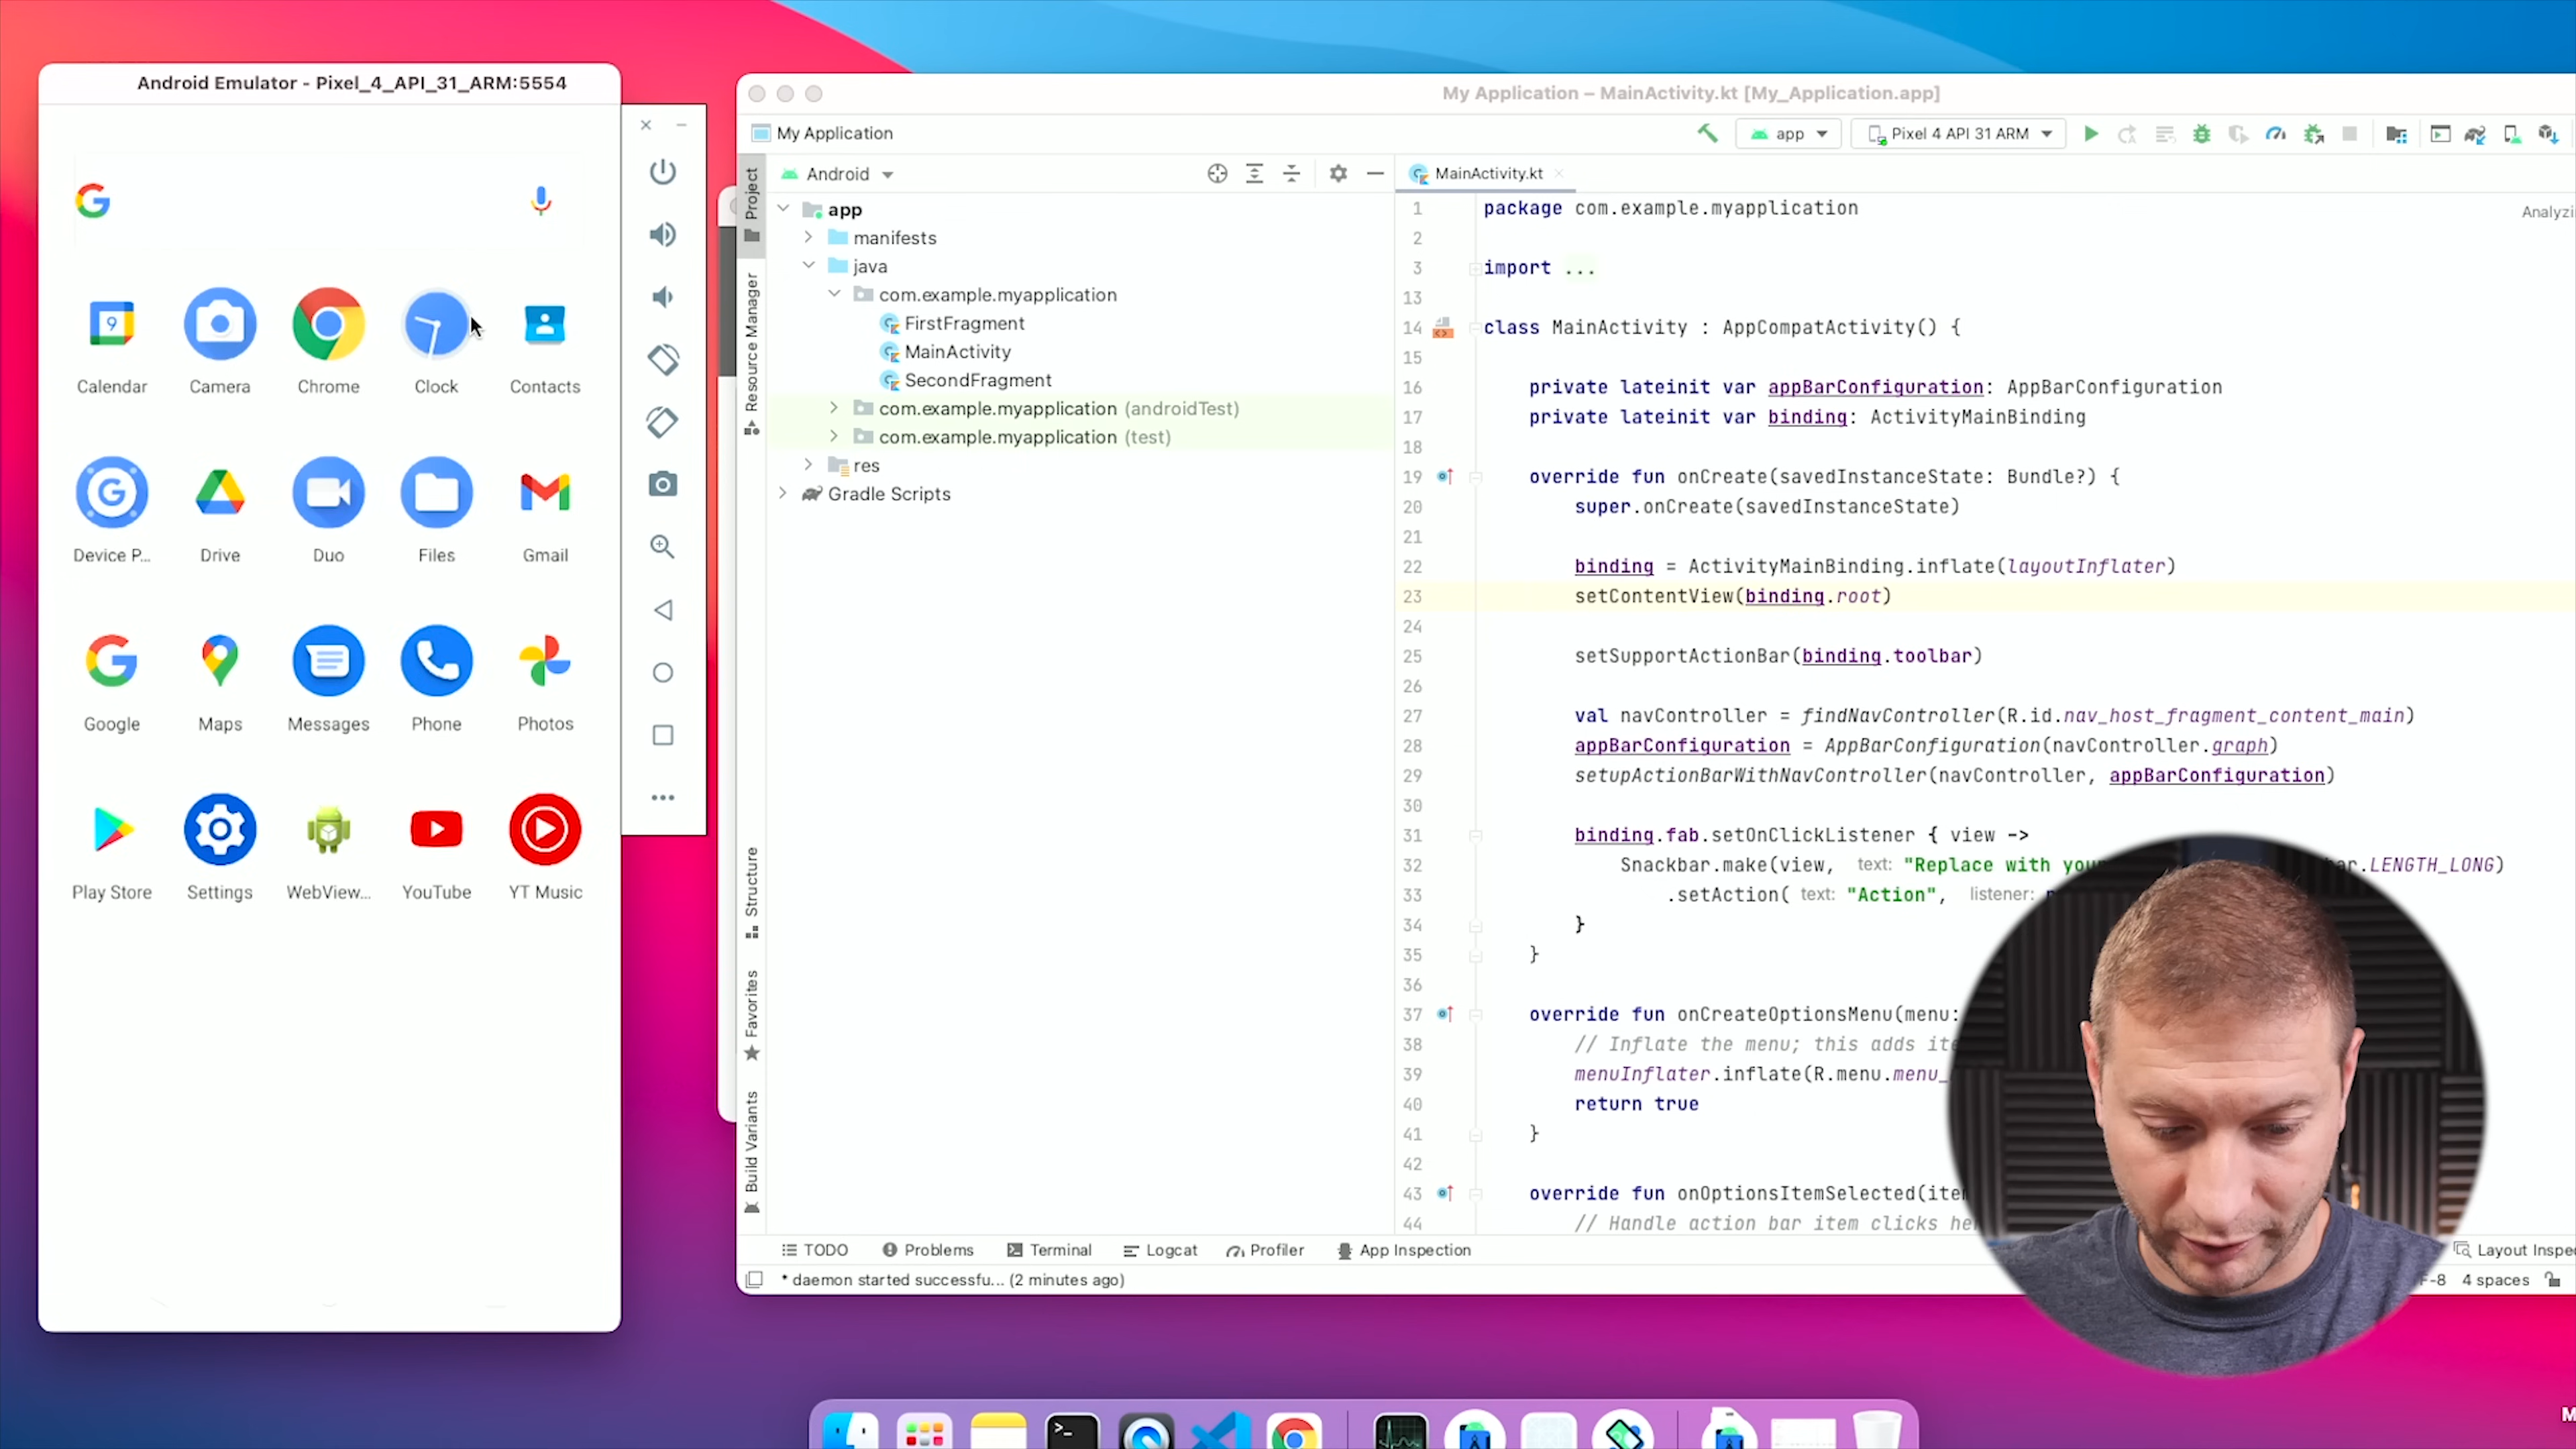 Android Emulator - Pixel_4_API_31_ARM:5554
9
Calendar
Camera
Chrome
Clock
Contacts
Device P...
Drive
Duo
Files
Gmail
Google
Maps
Messages
Phone
Photos
Play Store
Settings
WebView...
YouTube
YT Music
My Application – MainActivity.kt [My_Application.app]
My Application
app
Pixel 4 API 31 ARM
Project
Resource Manager
Structure
Favorites
Build Variants
Android
app
manifests
java
com.example.myapplication
FirstFragment
MainActivity
SecondFragment
com.example.myapplication (androidTest)
com.example.myapplication (test)
res
Gradle Scripts
MainActivity.kt
1 package com.example.myapplication
2
3 import ...
13
14 class MainActivity : AppCompatActivity() {
15
16 private lateinit var appBarConfiguration: AppBarConfiguration
17 private lateinit var binding: ActivityMainBinding
18
19 override fun onCreate(savedInstanceState: Bundle?) {
20 super.onCreate(savedInstanceState)
21
22 binding = ActivityMainBinding.inflate(layoutInflater)
23 setContentView(binding.root)
24
25 setSupportActionBar(binding.toolbar)
26
27 val navController = findNavController(R.id.nav_host_fragment_content_main)
28 appBarConfiguration = AppBarConfiguration(navController.graph)
29 setupActionBarWithNavController(navController, appBarConfiguration)
30
31 binding.fab.setOnClickListener { view ->
32 Snackbar.make(view, text: "Replace with you .LENGTH_LONG)
33 .setAction( text: "Action", listener:
34 }
35 }
36
37 override fun onCreateOptionsMenu(menu:
38 // Inflate the menu; this adds ite
39 menuInflater.inflate(R.menu.menu_
40 return true
41 }
42
43 override fun onOptionsItemSelected(item
44 // Handle action bar item clicks he
Analyzi
TODO
Problems
Terminal
Logcat
Profiler
App Inspection
Layout Inspe
* daemon started successfu... (2 minutes ago)
F-8
4 spaces